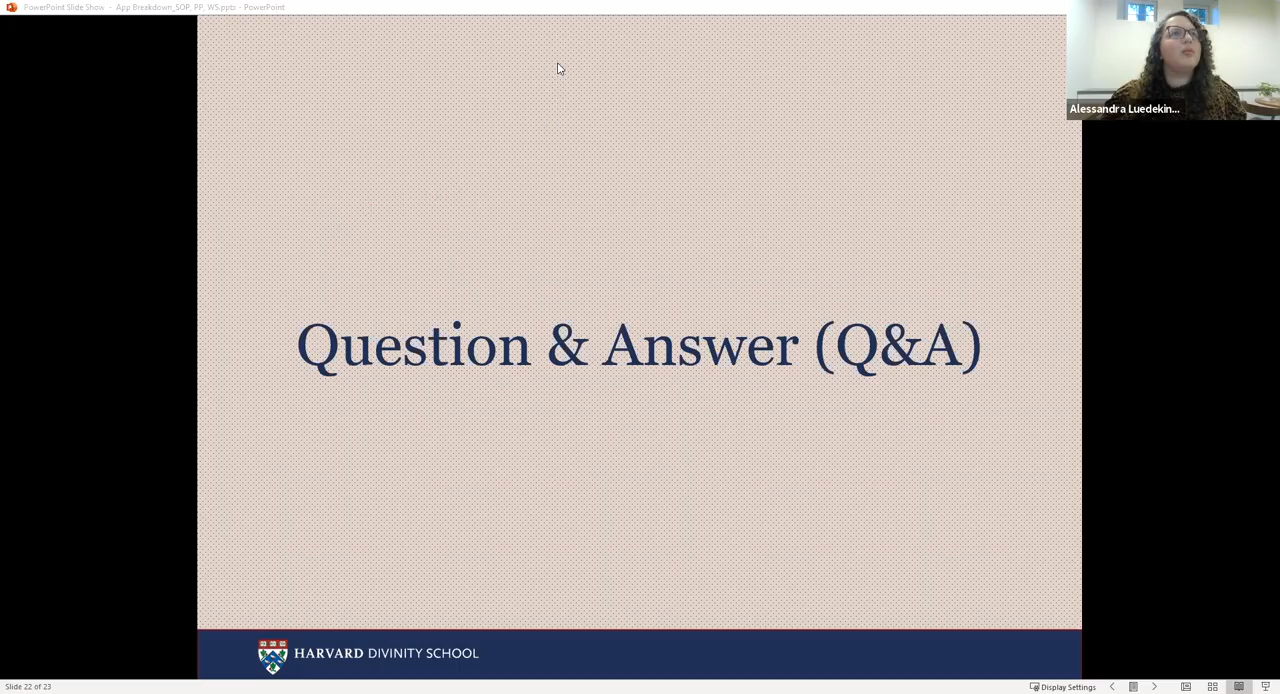 PowerPoint Slide Show - App Breakdown_SOP, PP, WS.pptx - PowerPoint
Alessandra Luedekin...
Question & Answer (Q&A)
HARVARD DIVINITY SCHOOL
Slide 22 of 23
Display Settings